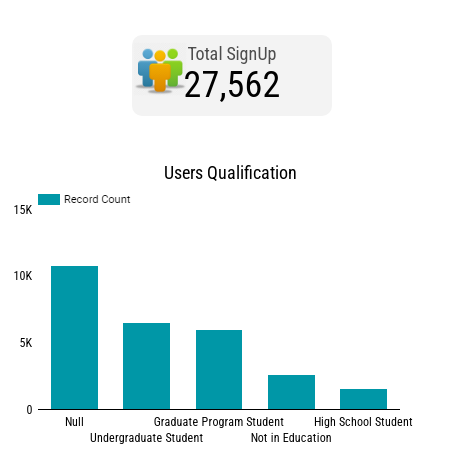 Total SignUp
27,562
Users Qualification
Record Count
15K
10K
5K
0
Null
Undergraduate Student
Graduate Program Student
Not in Education
High School Student